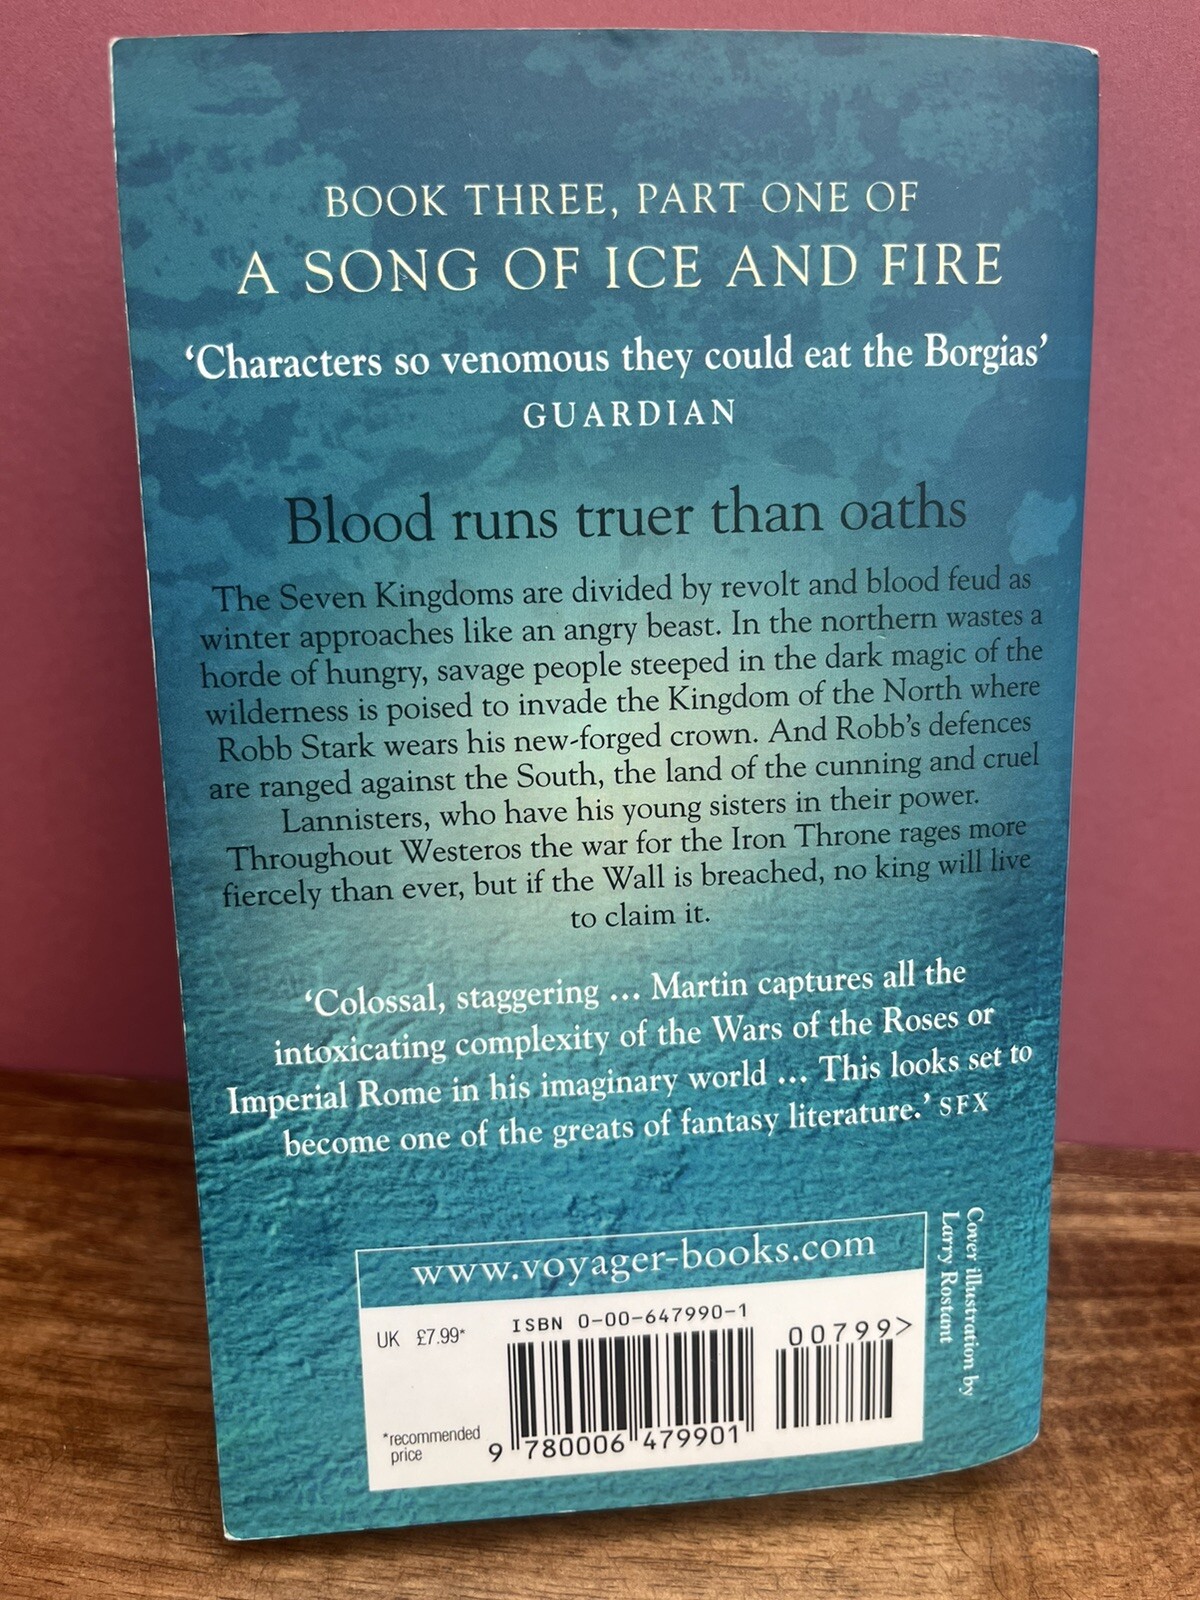 BOOK THREE, PART ONE OF
A SONG OF ICE AND FIRE
‘Characters so venomous they could eat the Borgias’
GUARDIAN
Blood runs truer than oaths
The Seven Kingdoms are divided by revolt and blood feud as
winter approaches like an angry beast. In the northern wastes a
horde of hungry, savage people steeped in the dark magic of the
wilderness is poised to invade the Kingdom of the North where
Robb Stark wears his new-forged crown. And Robb’s defences
are ranged against the South, the land of the cunning and cruel
Lannisters, who have his young sisters in their power.
Throughout Westeros the war for the Iron Throne rages more
fiercely than ever, but if the Wall is breached, no king will live
to claim it.
‘Colossal, staggering ... Martin captures all the
intoxicating complexity of the Wars of the Roses or
Imperial Rome in his imaginary world ... This looks set to
become one of the greats of fantasy literature.’ SFX
www.voyager-books.com
UK £7.99*
ISBN 0-00-647990-1
00799>
*recommended
price
9 780006 479901
Cover illustration by
Larry Rostant